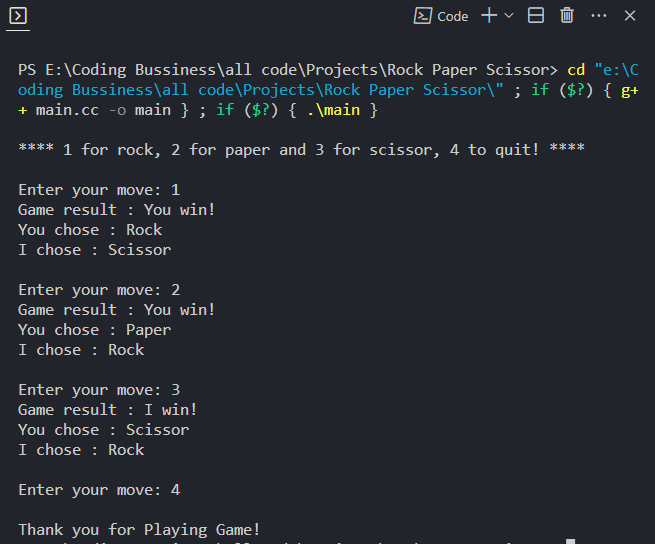 Code
PS E:\Coding Bussiness\all code\Projects\Rock Paper Scissor> cd "e:\C
oding Bussiness\all code\Projects\Rock Paper Scissor\" ; if ($?) { g+
+ main.cc -o main } ; if ($?) { .\main }
**** 1 for rock, 2 for paper and 3 for scissor, 4 to quit! ****
Enter your move: 1
Game result : You win!
You chose : Rock
I chose : Scissor
Enter your move: 2
Game result : You win!
You chose : Paper
I chose : Rock
Enter your move: 3
Game result : I win!
You chose : Scissor
I chose : Rock
Enter your move: 4
Thank you for Playing Game!